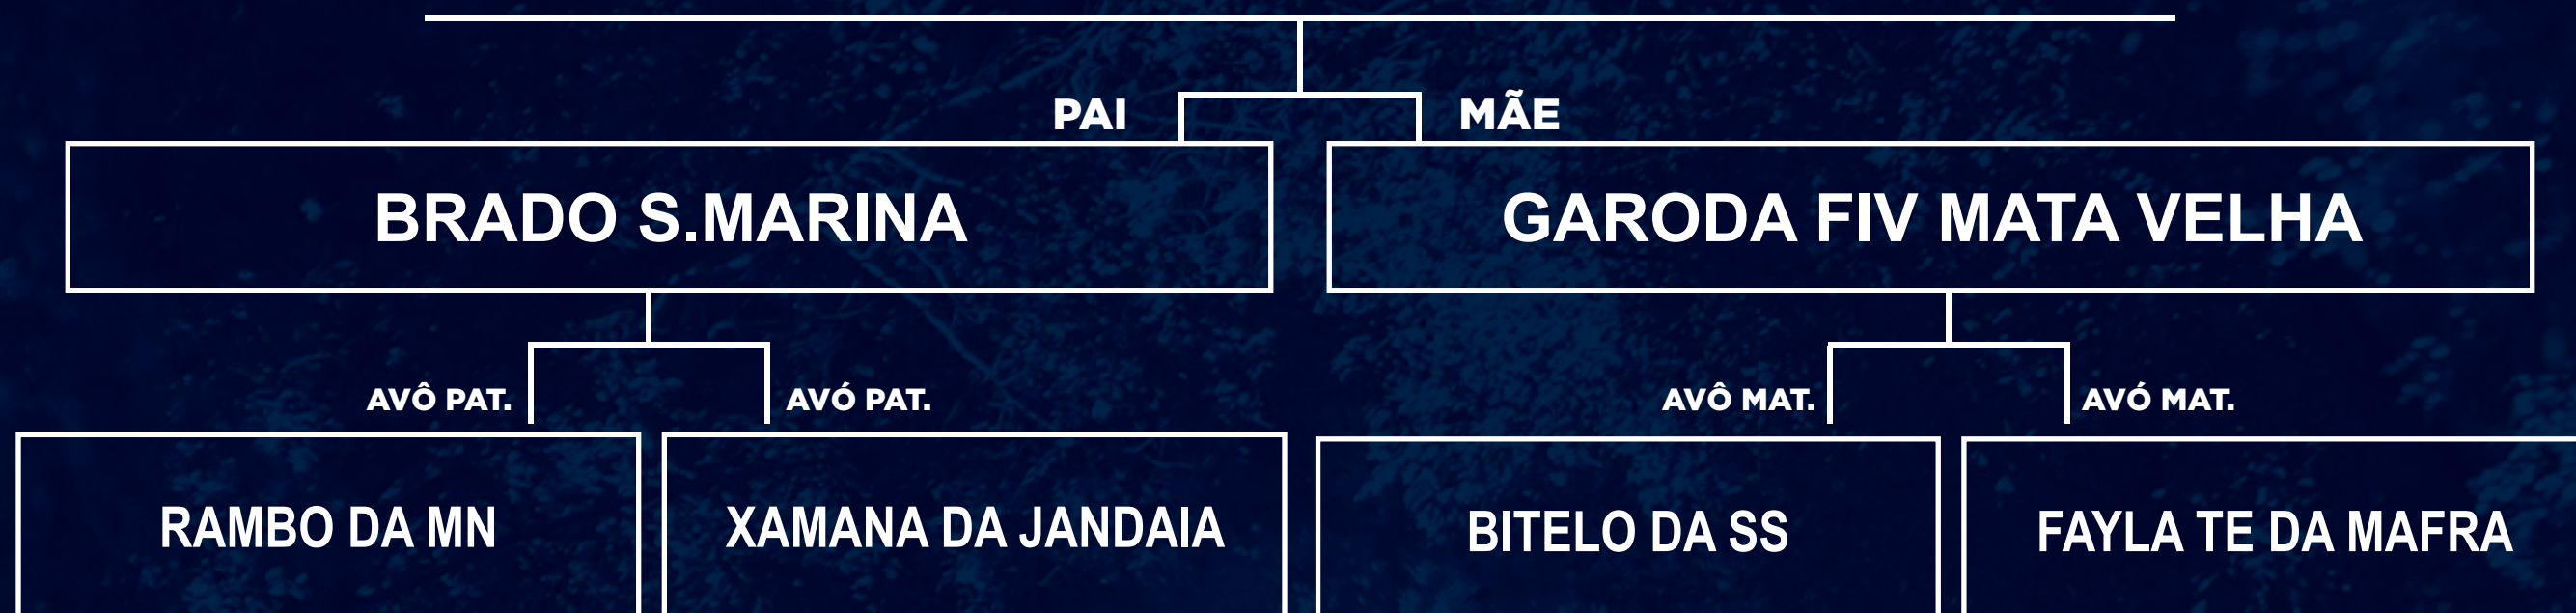 PAI
MÃE
BRADO S.MARINA
GARODA FIV MATA VELHA
AVÔ PAT.
AVÓ PAT.
AVÔ MAT.
AVÓ MAT.
RAMBO DA MN
XAMANA DA JANDAIA
BITELO DA SS
FAYLA TE DA MAFRA